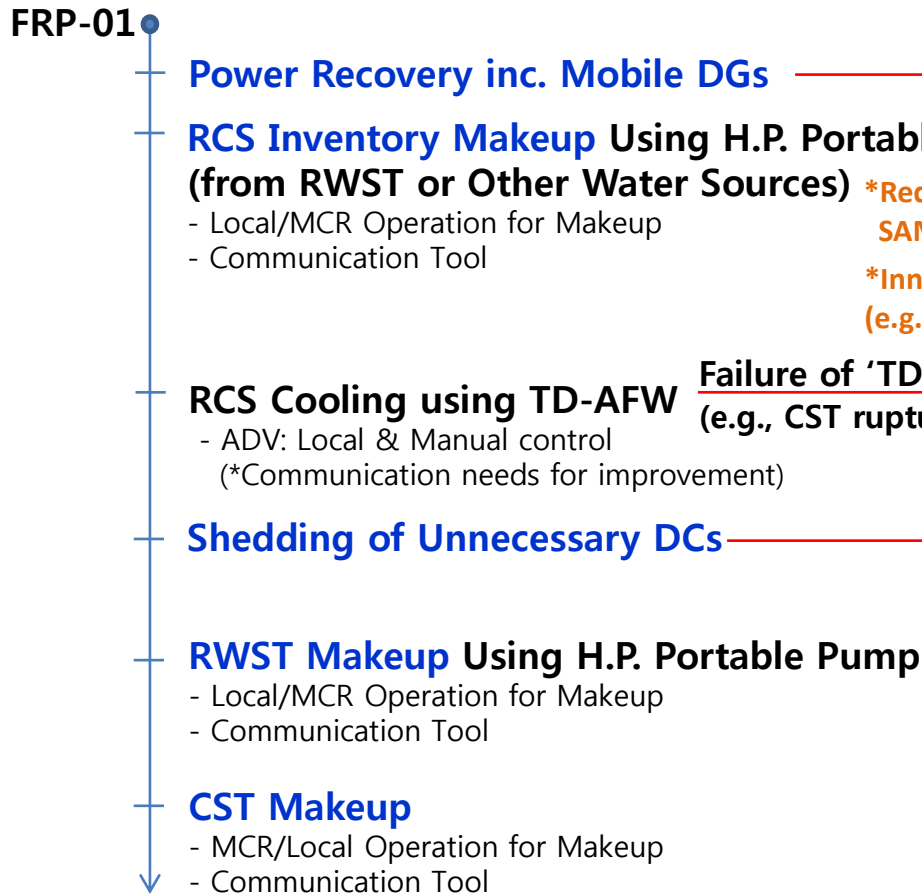 FRP-01
Power Recovery inc. Mobile DGs
RCS Inventory Makeup Using H.P.
(from RWST or Other Water Sources)
- Local/MCR Operation for Makeup
- Communication Tool
(e.g.
RCS Cooling using TD-AFW
Failure of ‘TD
(e.g., CST
- ADV: Local & Manual control
(*Communication needs for improvement)
Shedding of Unnecessary DCs
RWST Makeup Using H.P. Portable Pump
- Local/MCR Operation for Makeup
- Communication Tool
CST Makeup
- MCR/Local Operation for Makeup
- Communication Tool